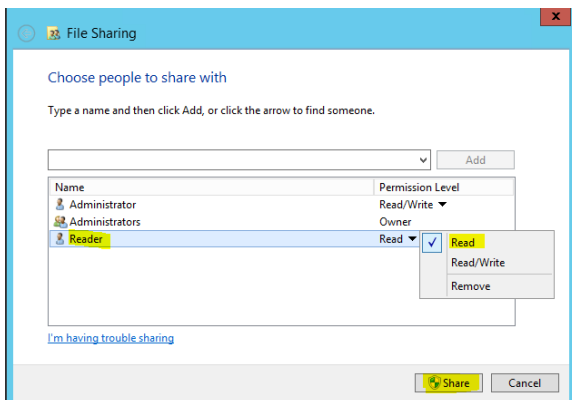 x
File Sharing
Choose people to share with
Type a name and then click Add, or click the arrow to find someone.
Add
Name Permission Level
Administrator Read/Write
Administrators Owner
Reader Read
Read
Read/Write
Remove
I'm having trouble sharing
Share Cancel